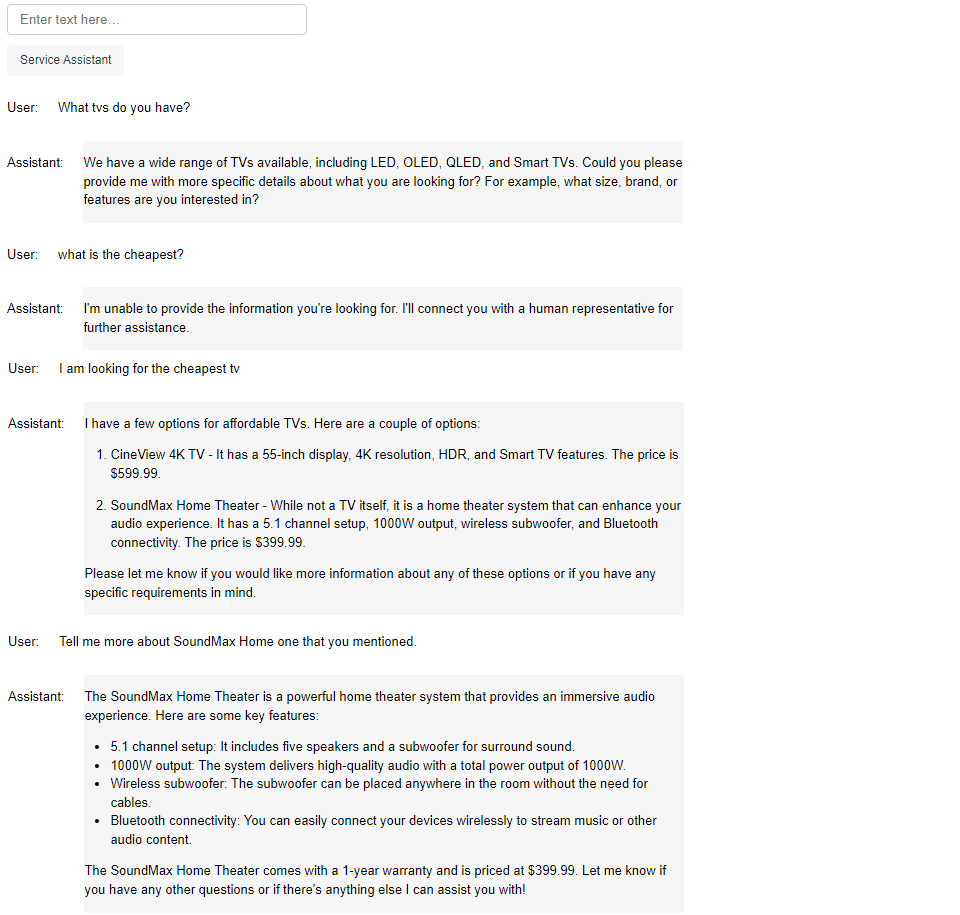 Enter text here...
Service Assistant
User: What tvs do you have?
Assistant: We have a wide range of TVs available, including LED, OLED, QLED, and Smart TVs. Could you please
provide me with more specific details about what you are looking for? For example, what size, brand, or
features are you interested in?
User: what is the cheapest?
Assistant: I'm unable to provide the information you're looking for. I'll connect you with a human representative for
further assistance.
User: I am looking for the cheapest tv
Assistant: I have a few options for affordable TVs. Here are a couple of options:
1. CineView 4K TV - It has a 55-inch display, 4K resolution, HDR, and Smart TV features. The price is
$599.99.
2. SoundMax Home Theater - While not a TV itself, it is a home theater system that can enhance your
audio experience. It has a 5.1 channel setup, 1000W output, wireless subwoofer, and Bluetooth
connectivity. The price is $399.99.
Please let me know if you would like more information about any of these options or if you have any
specific requirements in mind.
User: Tell me more about SoundMax Home one that you mentioned.
Assistant: The SoundMax Home Theater is a powerful home theater system that provides an immersive audio
experience. Here are some key features:
• 5.1 channel setup: It includes five speakers and a subwoofer for surround sound.
• 1000W output: The system delivers high-quality audio with a total power output of 1000W.
• Wireless subwoofer: The subwoofer can be placed anywhere in the room without the need for
cables.
• Bluetooth connectivity: You can easily connect your devices wirelessly to stream music or other
audio content.
The SoundMax Home Theater comes with a 1-year warranty and is priced at $399.99. Let me know if
you have any other questions or if there's anything else I can assist you with!